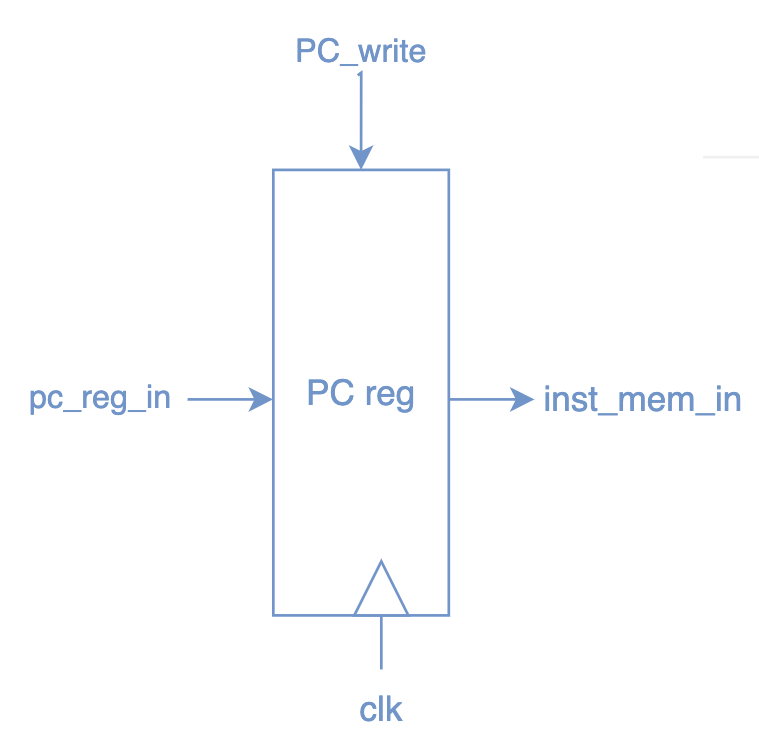 PC_write
pc_reg_in
PC reg
inst_mem_in
clk